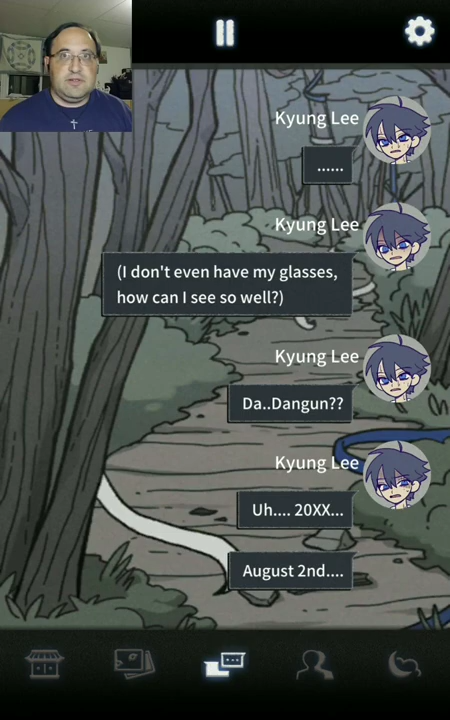 Kyung Lee
......
Kyung Lee
(I don't even have my glasses,
how can I see so well?)
Kyung Lee
Da..Dangun??
Kyung Lee
Uh.... 20XX...
August 2nd....